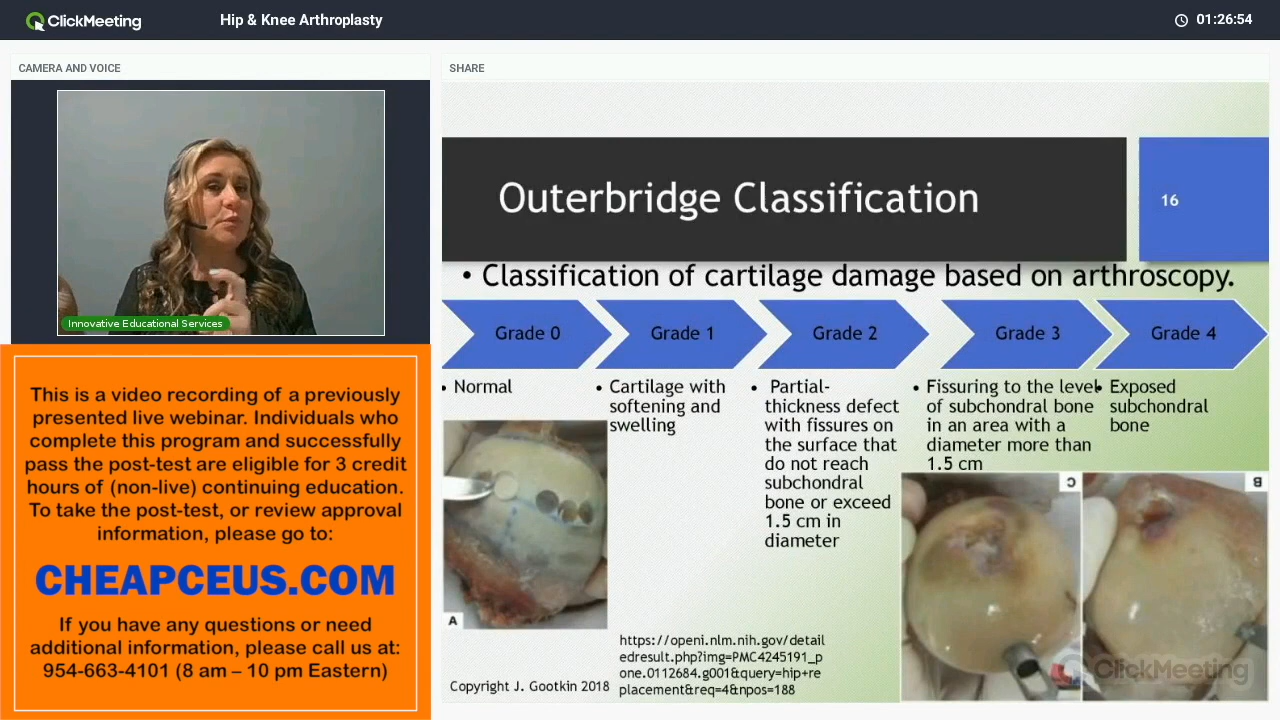 ClickMeeting
Hip & Knee Arthroplasty
01:26:54
CAMERA AND VOICE
Innovative Educational Services
This is a video recording of a previously
presented live webinar. Individuals who
complete this program and successfully
pass the post-test are eligible for 3 credit
hours of (non-live) continuing education.
To take the post-test, or review approval
information, please go to:
CHEAPCEUS.COM
If you have any questions or need
additional information, please call us at:
954-663-4101 (8 am – 10 pm Eastern)
SHARE
Outerbridge Classification
16
• Classification of cartilage damage based on arthroscopy.
Grade 0
Grade 1
Grade 2
Grade 3
Grade 4
• Normal
• Cartilage with
softening and
swelling
• Partial-
thickness defect
with fissures on
the surface that
do not reach
subchondral
bone or exceed
1.5 cm in
diameter
• Fissuring to the level
of subchondral bone
in an area with a
diameter more than
1.5 cm
• Exposed
subchondral
bone
A
C
B
https://openi.nlm.nih.gov/detail
edresult.php?img=PMC4245191_p
one.0112684.g001&query=hip+re
placement&req=4&npos=188
Copyright J. Gootkin 2018
ClickMeeting